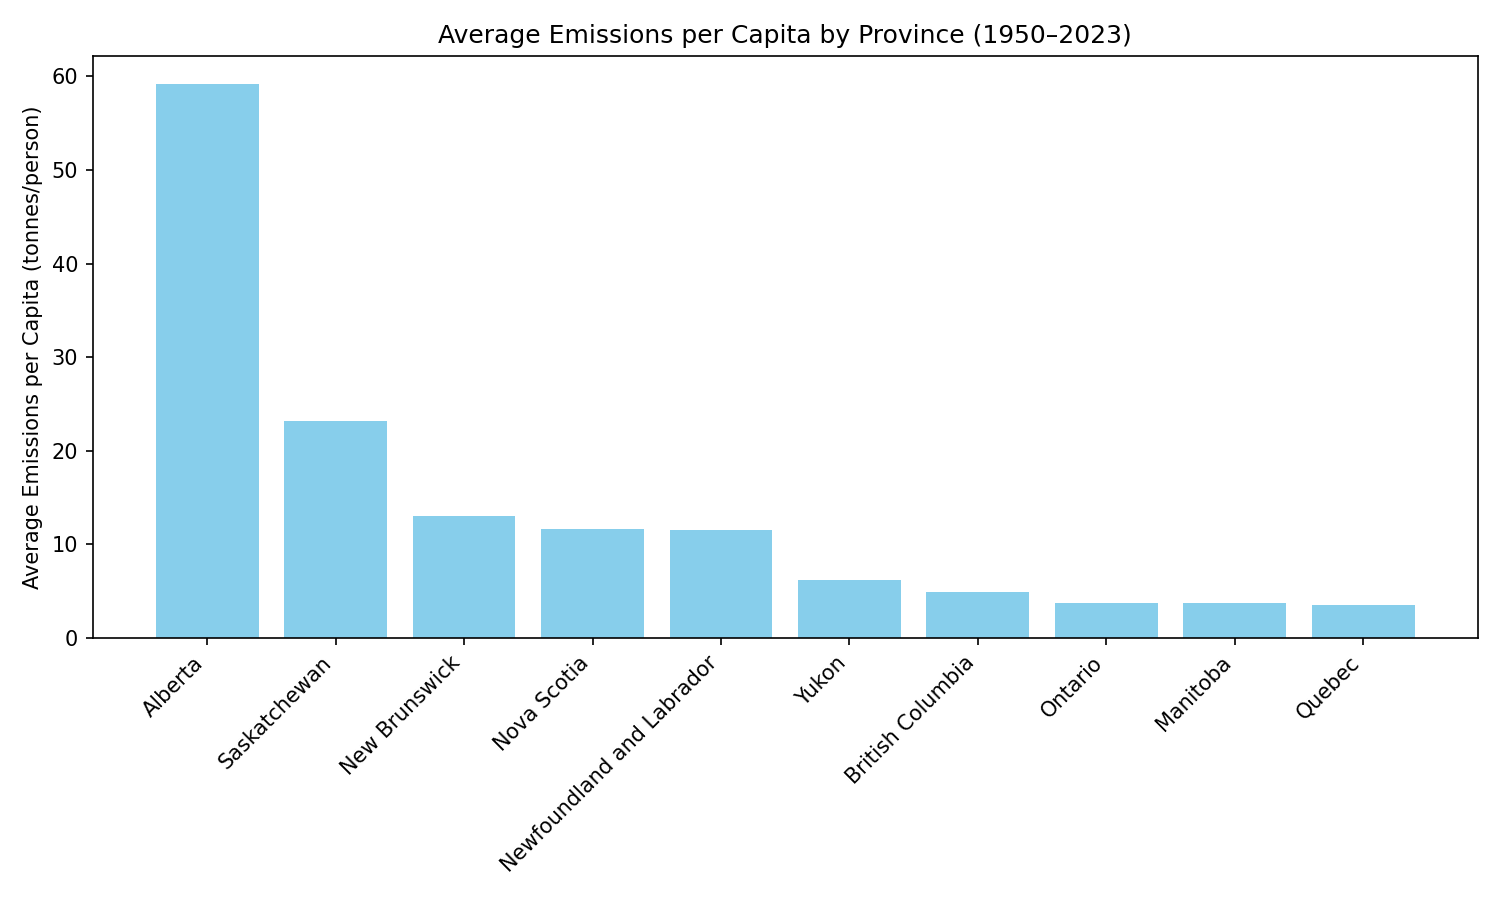 Average Emissions per Capita by Province (1950–2023)
Average Emissions per Capita (tonnes/person)
60
50
40
30
20
10
0
Alberta
Saskatchewan
New Brunswick
Nova Scotia
Newfoundland and Labrador
Yukon
British Columbia
Ontario
Manitoba
Quebec